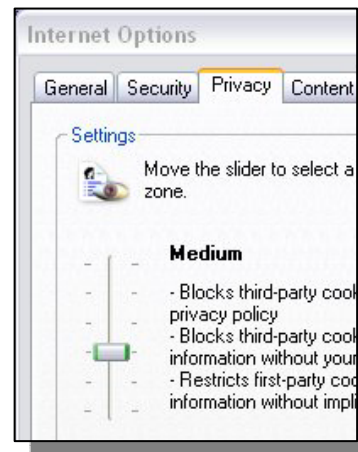 Internet Options
General Security Privacy Content
Settings
Move the slider to select a
zone.
Medium
- Blocks third-party cook
privacy policy
- Blocks third-party cook
information without your
- Restricts first-party coo
information without impli